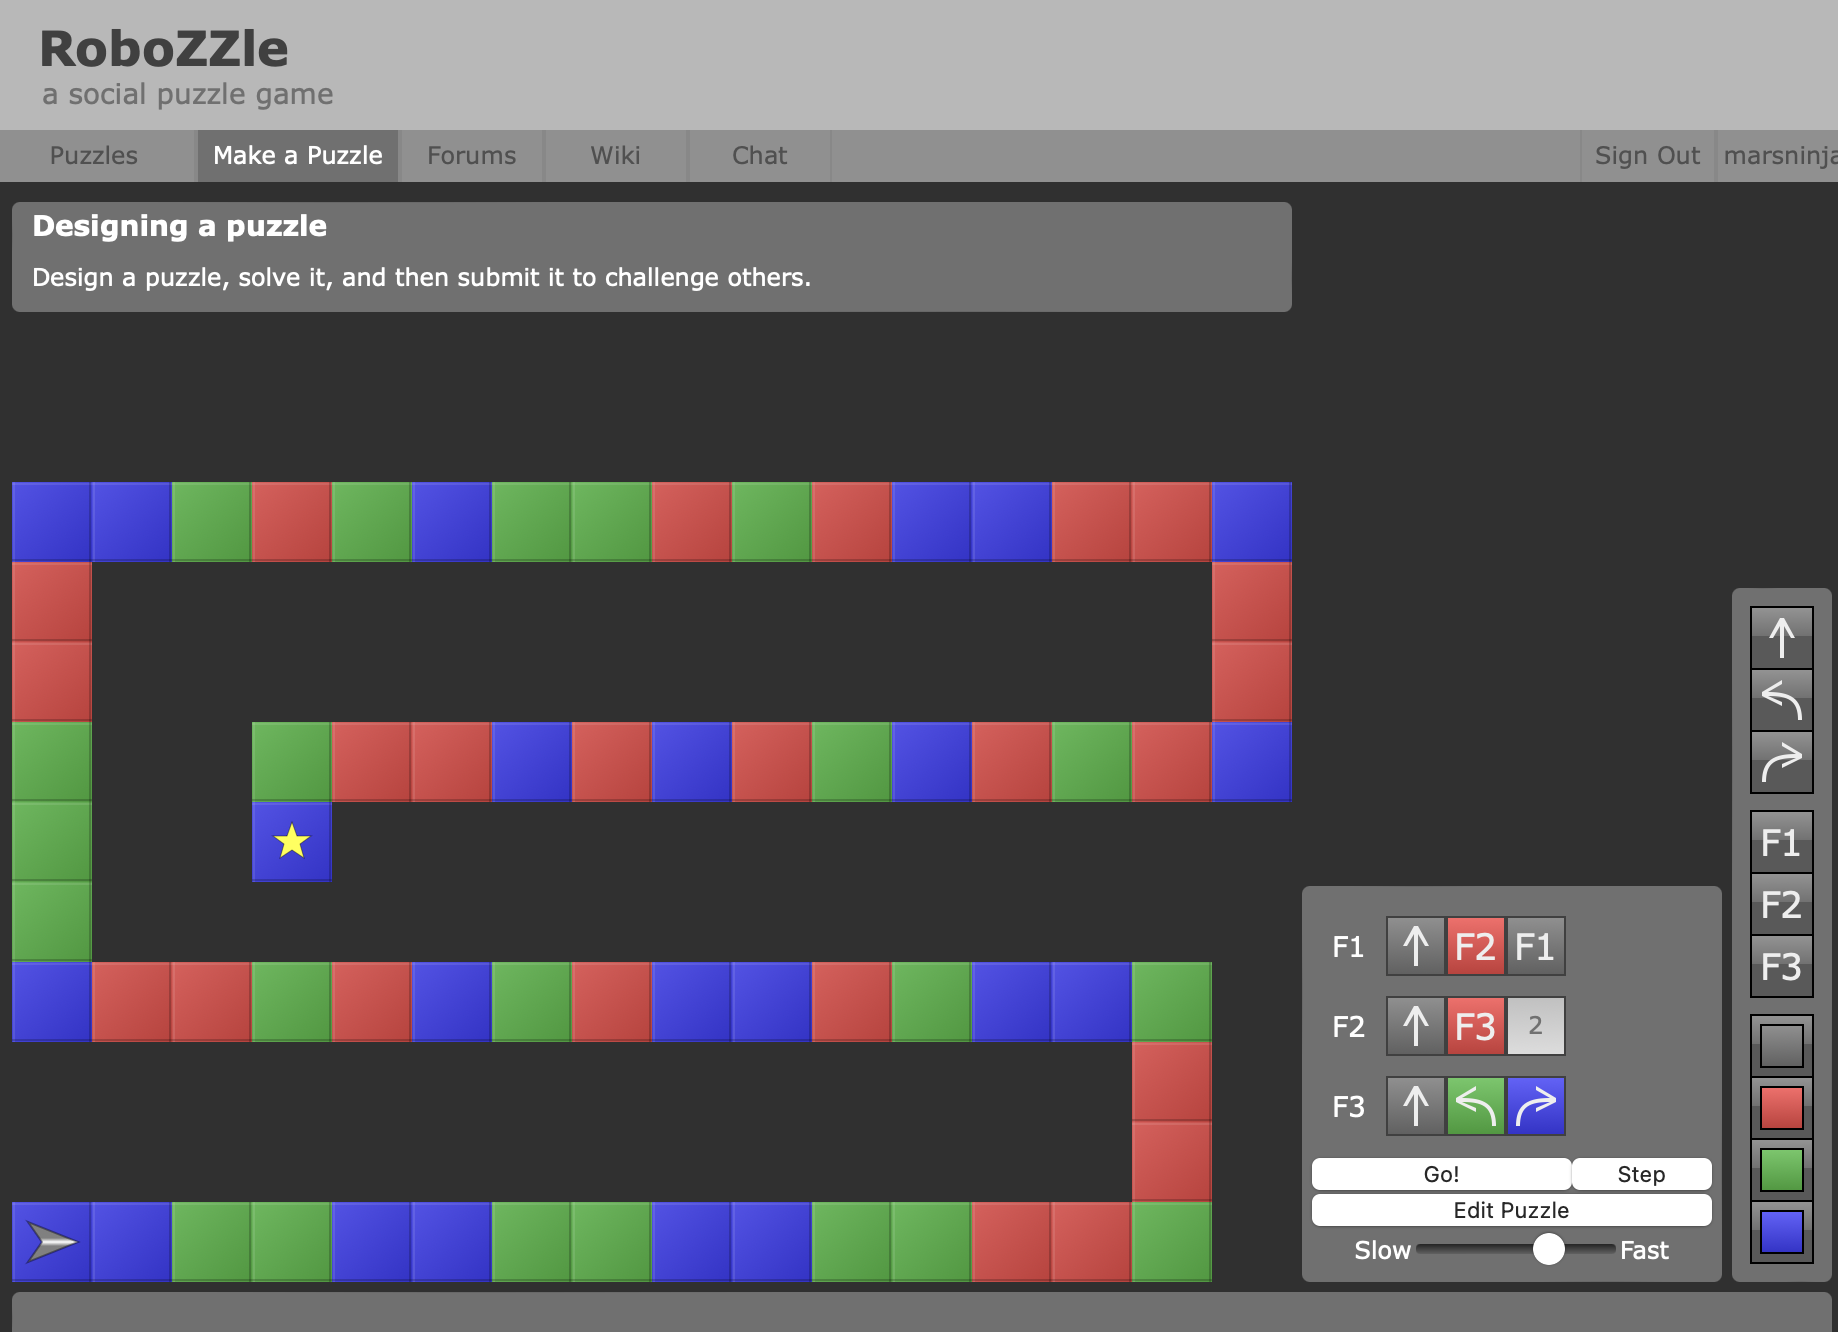 RoboZZle
a social puzzle game
Puzzles Make a Puzzle Forums Wiki Chat Sign Out marsninja
Designing a puzzle
Design a puzzle, solve it, and then submit it to challenge others.
F1
F2
F3
F1 F2 F1
F2 F3 2
F3
Go! Step
Edit Puzzle
Slow Fast